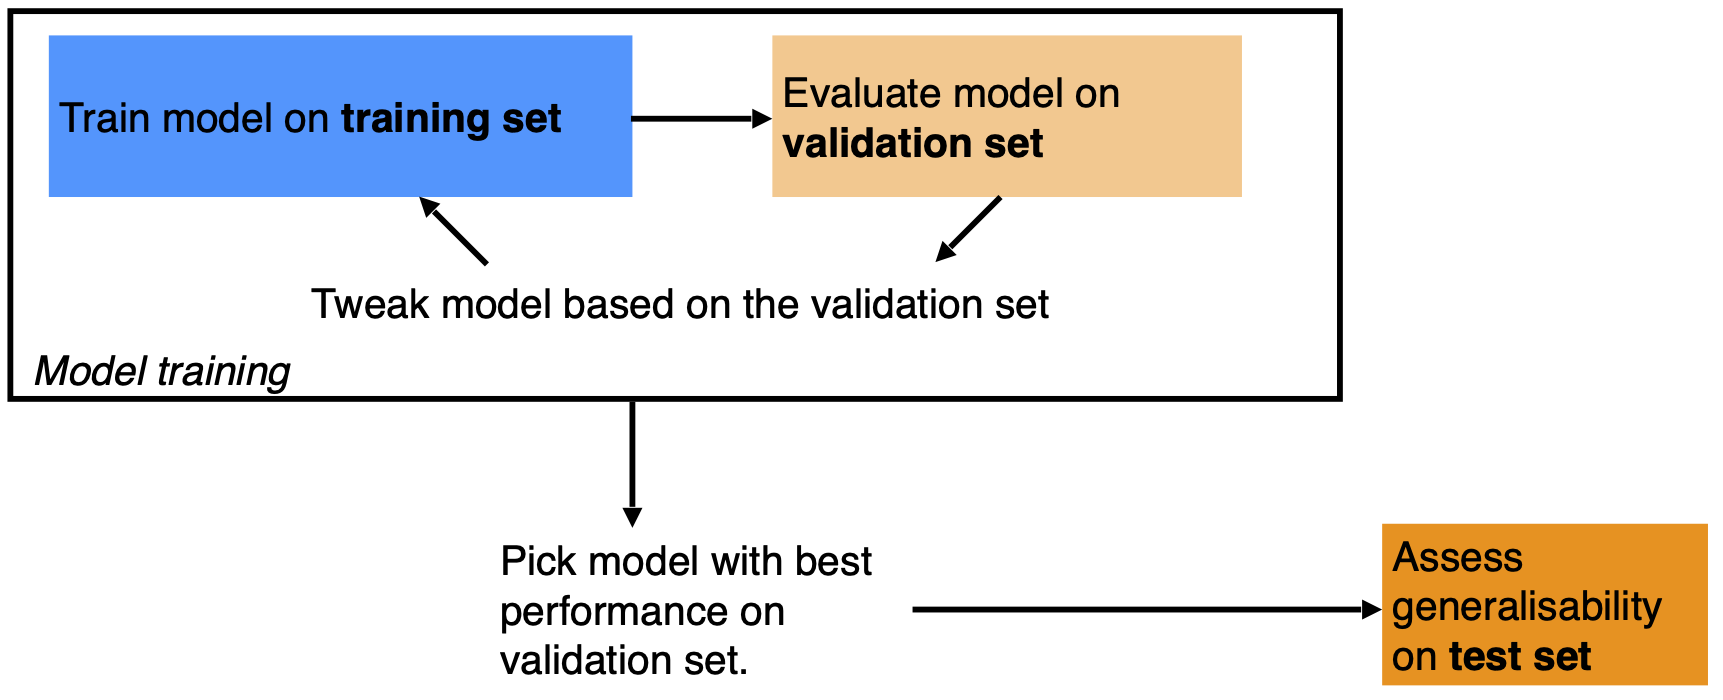 Train model on training set
Evaluate model on
validation set
Tweak model based on the validation set
Model training
Pick model with best
performance on
validation set.
Assess
generalisability
on test set